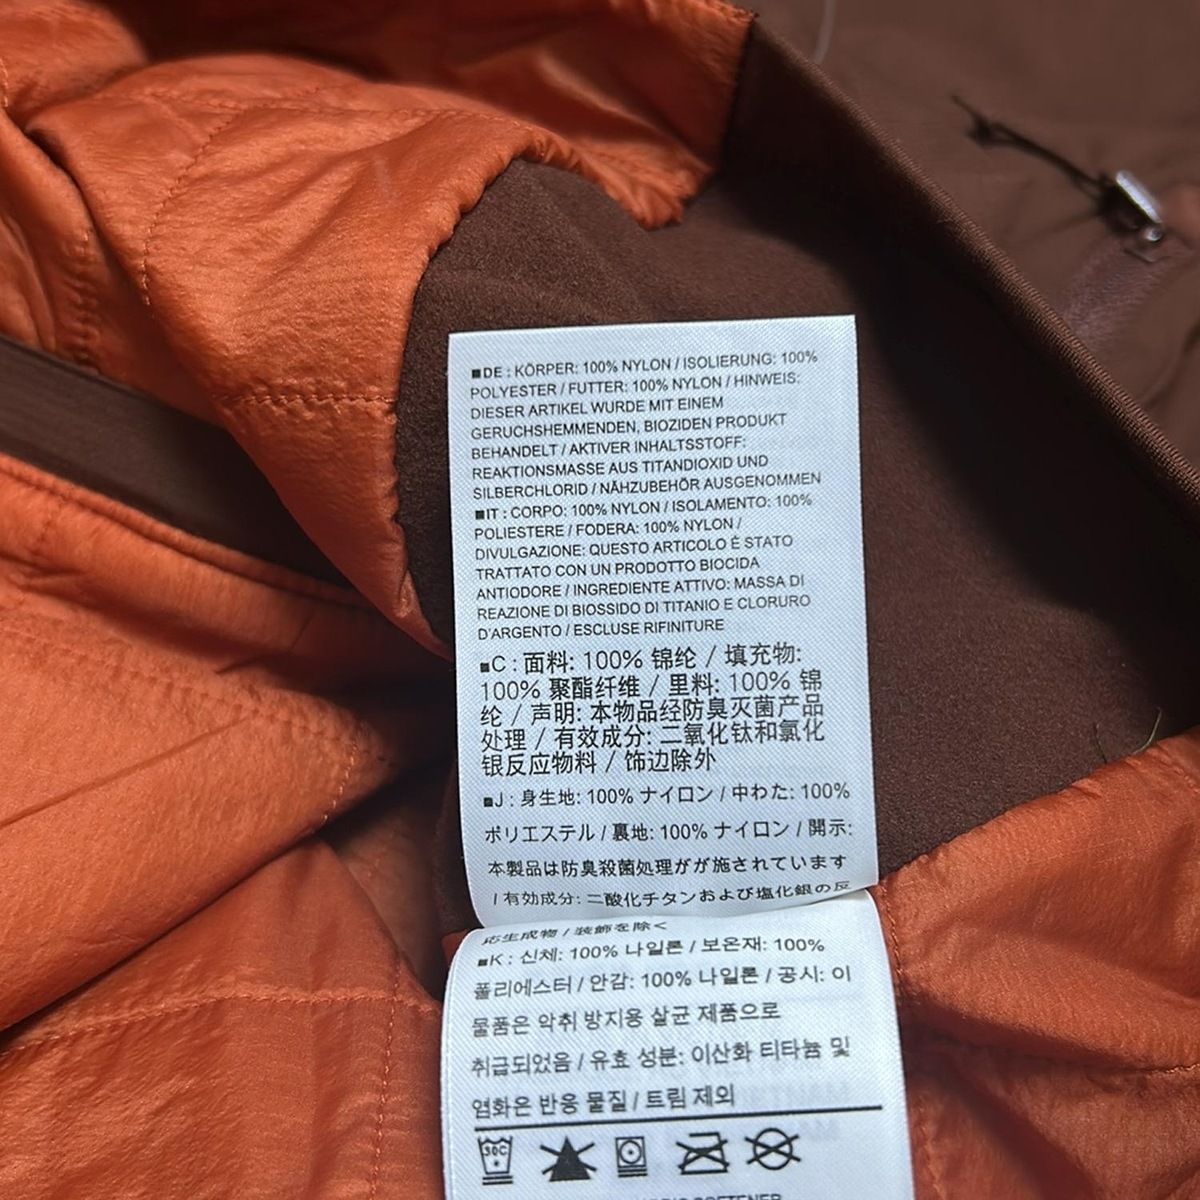 ■DE : KÖRPER: 100% NYLON / ISOLIERUNG: 100%
POLYESTER / FUTTER: 100% NYLON / HINWEIS:
DIESER ARTIKEL WURDE MIT EINEM
GERUCHSHEMMENDEN, BIOZIDEN PRODUKT
BEHANDELT / AKTIVER INHALTSSTOFF:
REAKTIONSMASSE AUS TITANDIOXID UND
SILBERCHLORID / NÄHZUBEHÖR AUSGENOMMEN
■IT : CORPO: 100% NYLON / ISOLAMENTO: 100%
POLIESTERE / FODERA: 100% NYLON /
DIVULGAZIONE: QUESTO ARTICOLO È STATO
TRATTATO CON UN PRODOTTO BIOCIDA
ANTIODORE / INGREDIENTE ATTIVO: MASSA DI
REAZIONE DI BIOSSIDO DI TITANIO E CLORURO
D'ARGENTO / ESCLUSE RIFINITURE
■C : 面料: 100% 锦纶 / 填充物:
100% 聚酯纤维 / 里料: 100% 锦
纶 / 声明: 本物品经防臭灭菌产品
处理 / 有效成分: 二氧化钛和氯化
银反应物料 / 饰边除外
■J : 身生地: 100% ナイロン / 中わた: 100%
ポリエステル / 裏地: 100% ナイロン / 開示:
本製品は防臭殺菌処理がが施されています
/ 有効成分: 二酸化チタンおよび塩化銀の反
応生成物 / 装飾を除く
■K : 신체: 100% 나일론 / 보온재: 100%
폴리에스터 / 안감: 100% 나일론 / 공시: 이
물품은 악취 방지용 살균 제품으로
취급되었음 / 유효 성분: 이산화 티타늄 및
염화은 반응 물질 / 트림 제외
30C
SOFTENER